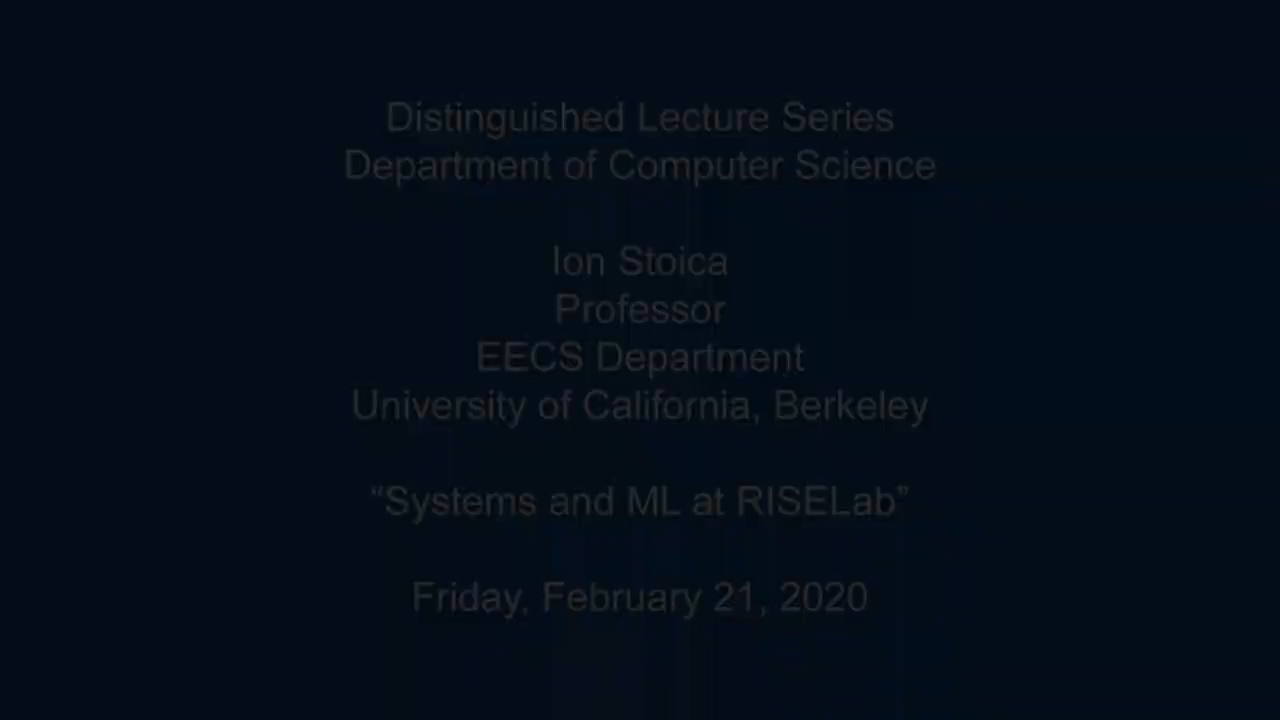 Distinguished Lecture Series
Department of Computer Science
Ion Stoica
Professor
EECS Department
University of California, Berkeley
“Systems and ML at RISELab”
Friday, February 21, 2020